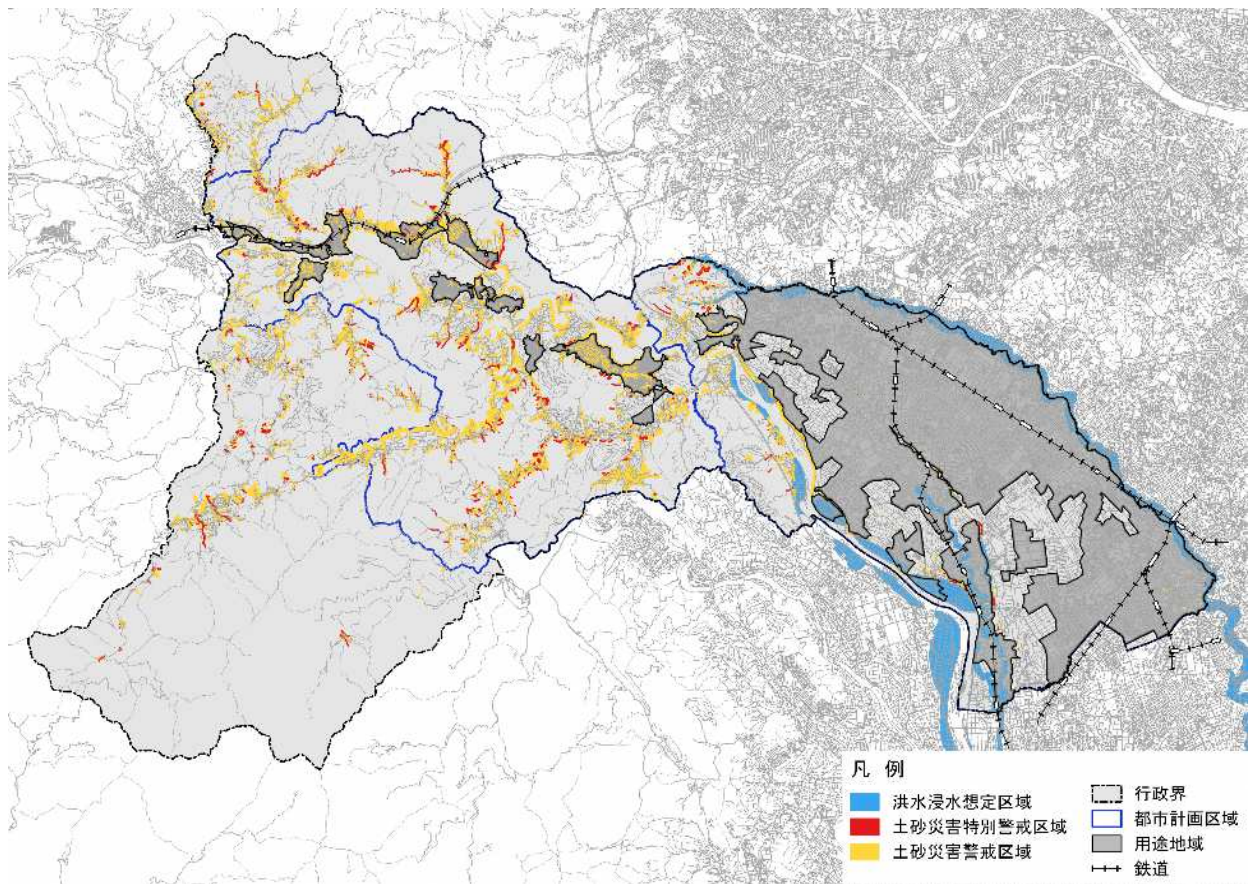 凡 例
洪水浸水想定区域
土砂災害特別警戒区域
土砂災害警戒区域
行政界
都市計画区域
用途地域
鉄道